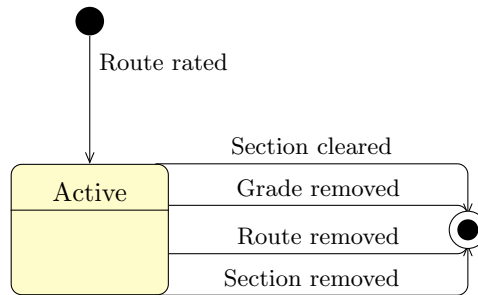 Route rated
Section cleared
Active
Grade removed
Route removed
Section removed